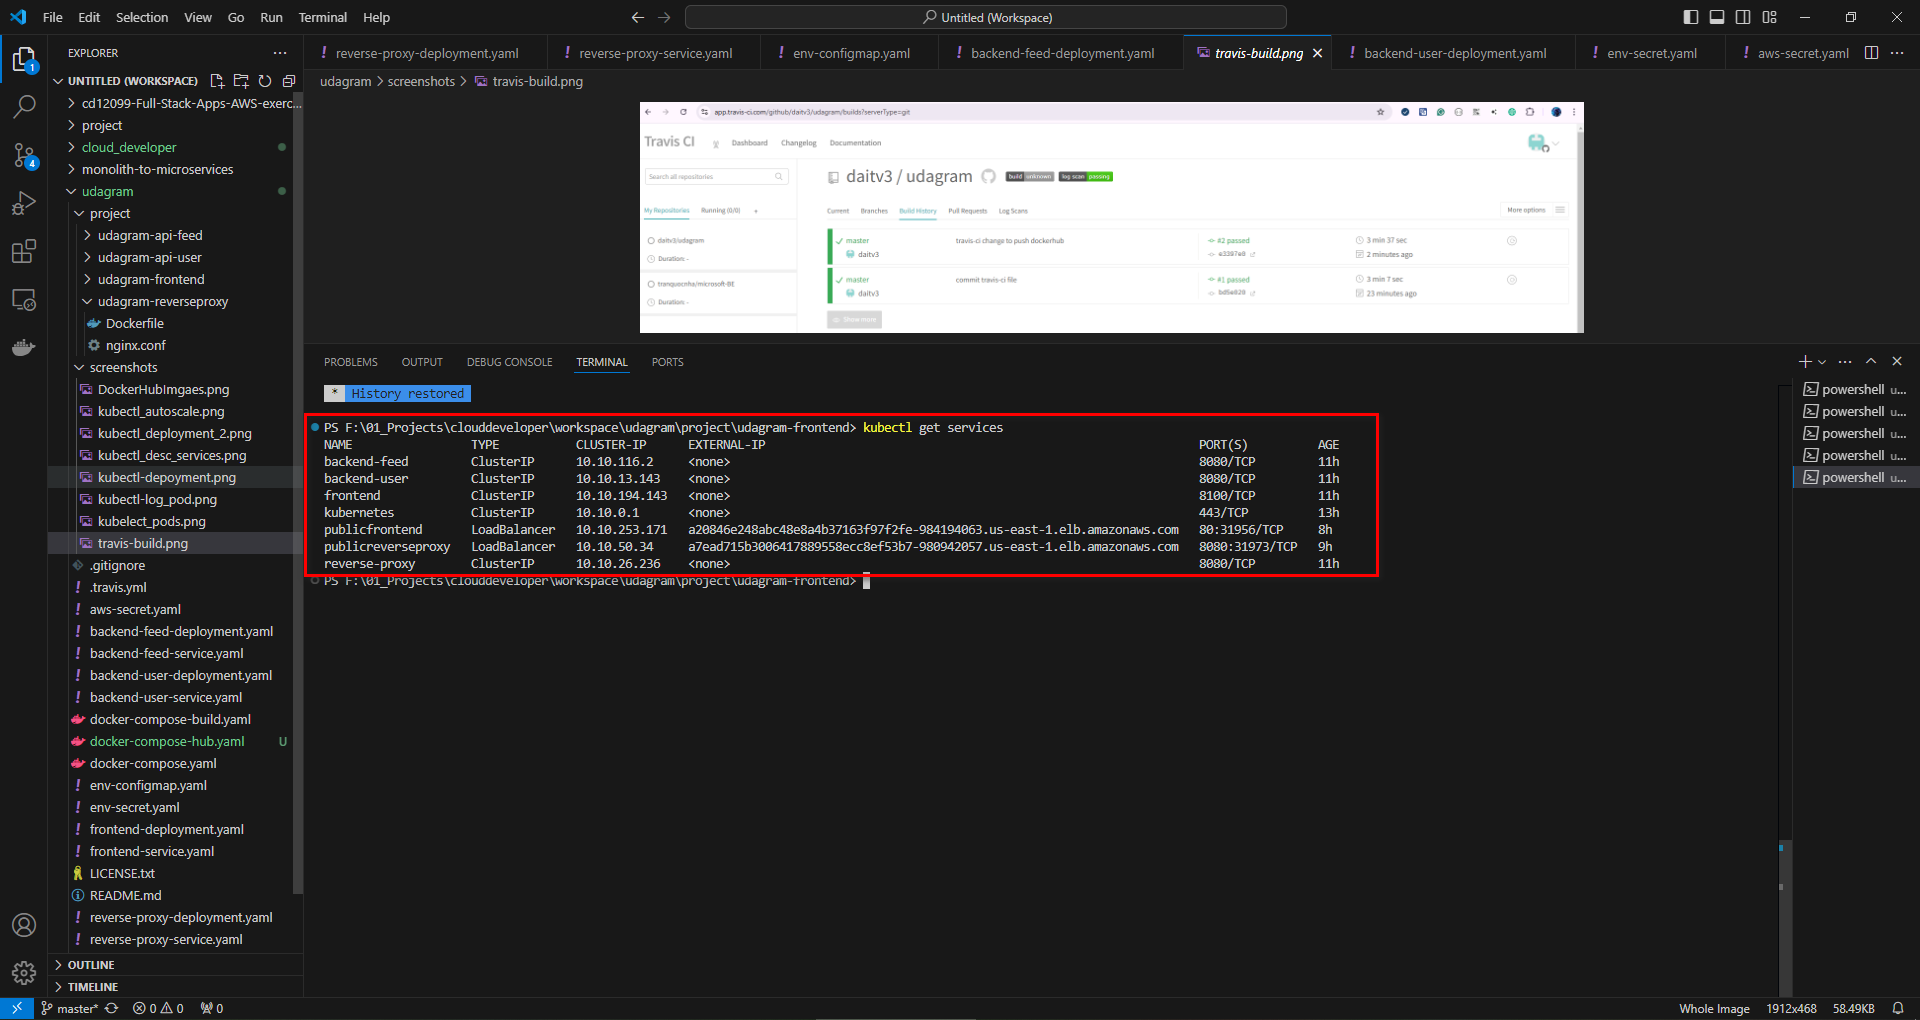 File Edit Selection View Go Run Terminal Help
Untitled (Workspace)
EXPLORER
reverse-proxy-deployment.yaml
reverse-proxy-service.yaml
env-configmap.yaml
backend-feed-deployment.yaml
travis-build.png
backend-user-deployment.yaml
env-secret.yaml
aws-secret.yaml
UNTITLED (WORKSPACE)
cd12099-Full-Stack-Apps-AWS-exerc...
project
cloud_developer
monolith-to-microservices
udagram
project
udagram-api-feed
udagram-api-user
udagram-frontend
udagram-reverseproxy
Dockerfile
nginx.conf
screenshots
DockerHubImgaes.png
kubectl_autoscale.png
kubectl_deployment_2.png
kubectl_desc_services.png
kubectl-depoyment.png
kubectl-log_pod.png
kubelect_pods.png
travis-build.png
.gitignore
.travis.yml
aws-secret.yaml
backend-feed-deployment.yaml
backend-feed-service.yaml
backend-user-deployment.yaml
backend-user-service.yaml
docker-compose-build.yaml
docker-compose-hub.yaml U
docker-compose.yaml
env-configmap.yaml
env-secret.yaml
frontend-deployment.yaml
frontend-service.yaml
LICENSE.txt
README.md
reverse-proxy-deployment.yaml
reverse-proxy-service.yaml
OUTLINE
TIMELINE
1
4
udagram > screenshots > travis-build.png
app.travis-ci.com/github/daitv3/udagram/builds?serverType=git
Travis CI
Dashboard Changelog Documentation
Search all repositories
My Repositories Running (0/0) +
daitv3/udagram
Duration: -
tranquocnha/microsoft-BE
Duration: -
daitv3 / udagram
build unknown log scan passing
Current Branches Build History Pull Requests Log Scans
More options
master travis-ci change to push dockerhub #2 passed 3 min 37 sec
daitv3 e3397e8 2 minutes ago
master commit travis-ci file #1 passed 3 min 7 sec
daitv3 23 minutes ago
Show more
PROBLEMS OUTPUT DEBUG CONSOLE TERMINAL PORTS
* History restored
PS F:\01_Projects\clouddeveloper\workspace\udagram\project\udagram-frontend> kubectl get services
NAME TYPE CLUSTER-IP EXTERNAL-IP PORT(S) AGE
backend-feed ClusterIP 10.10.116.2 <none> 8080/TCP 11h
backend-user ClusterIP 10.10.13.143 <none> 8080/TCP 11h
frontend ClusterIP 10.10.194.143 <none> 8100/TCP 11h
kubernetes ClusterIP 10.10.0.1 <none> 443/TCP 13h
publicfrontend LoadBalancer 10.10.253.171 a20846e248abc48e8a4b37163f97f2fe-984194063.us-east-1.elb.amazonaws.com 80:31956/TCP 8h
publicreverseproxy LoadBalancer 10.10.50.34 a7ead715b3006417889558ecc8ef53b7-980942057.us-east-1.elb.amazonaws.com 8080:31973/TCP 9h
reverse-proxy ClusterIP 10.10.26.236 <none> 8080/TCP 11h
PS F:\01_Projects\clouddeveloper\workspace\udagram\project\udagram-frontend>
powershell u...
powershell u...
powershell u...
powershell u...
powershell u...
master* 0 0 0
Whole Image 1912x468 58.49KB